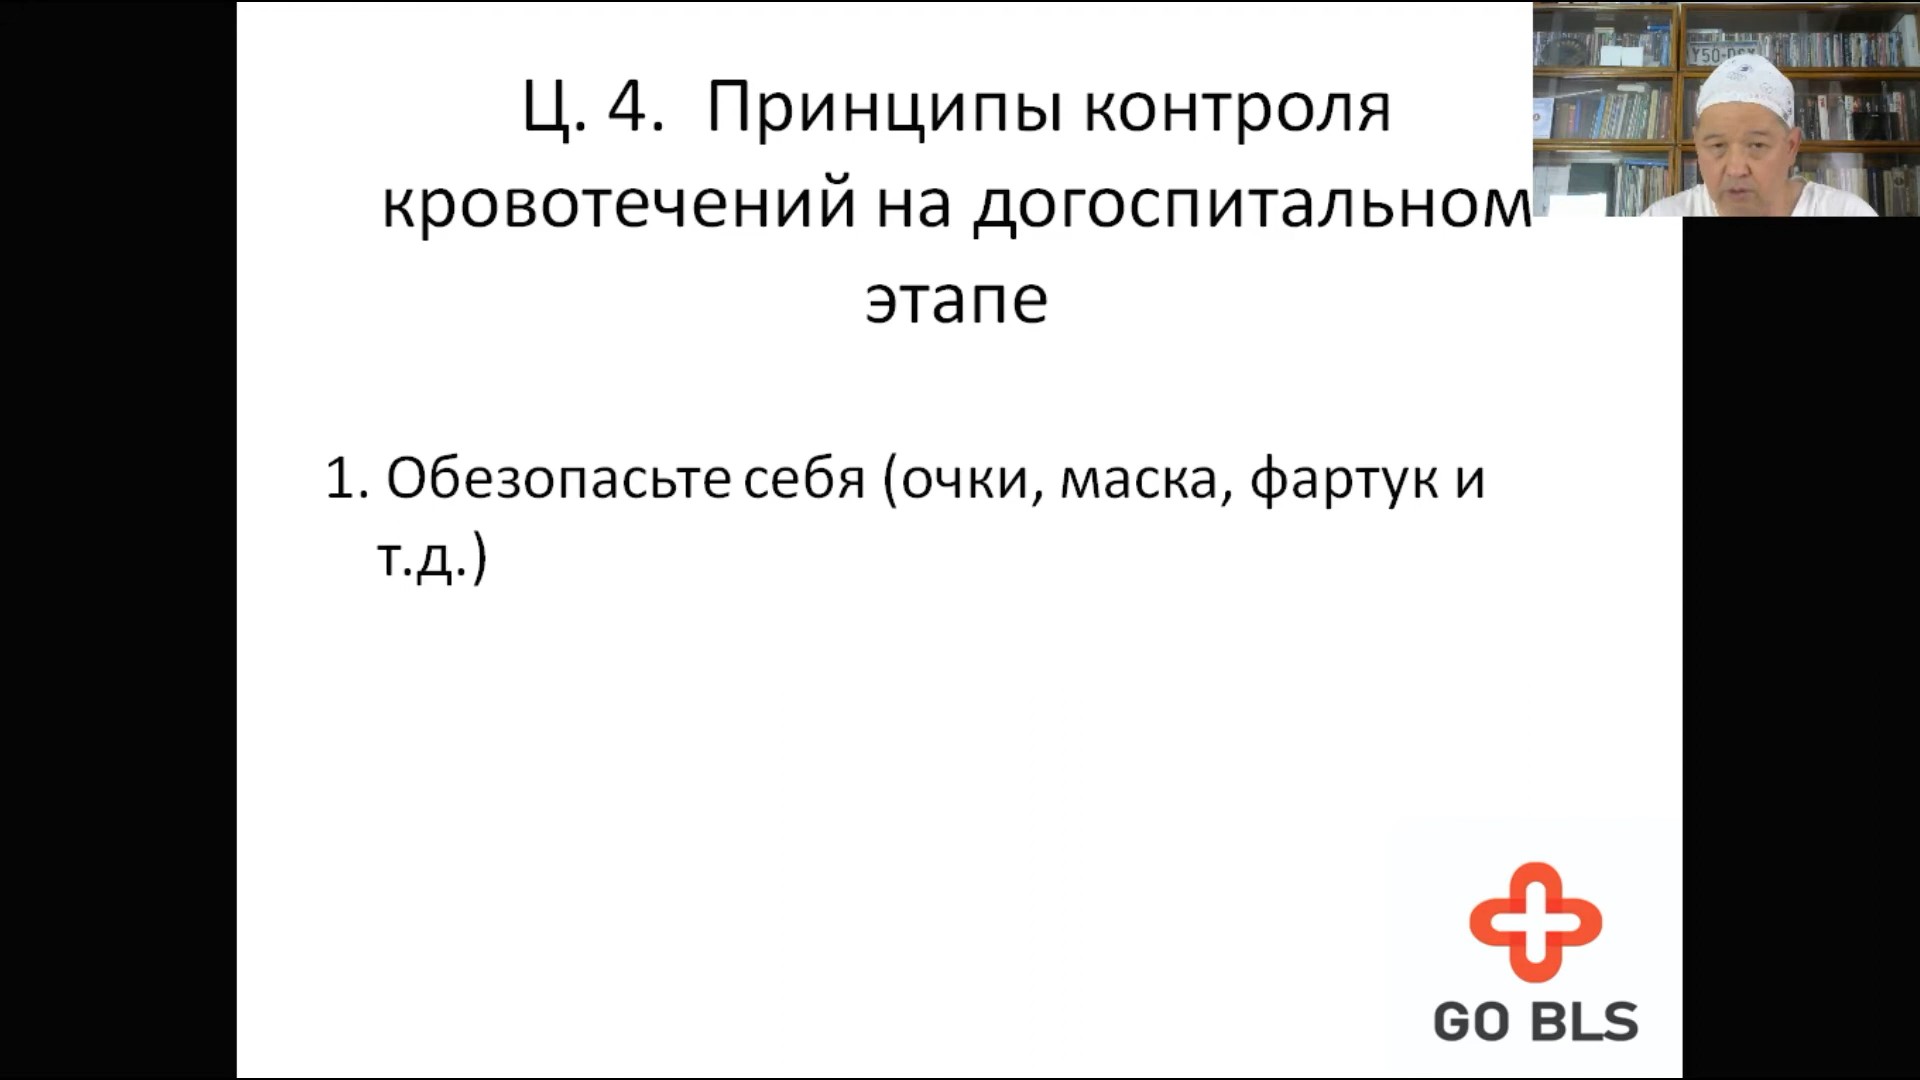 Ц. 4. Принципы контроля
кровотечений на догоспитальном
этапе
1. Обезопасьте себя (очки, маска, фартук и
т.д.)
GO BLS